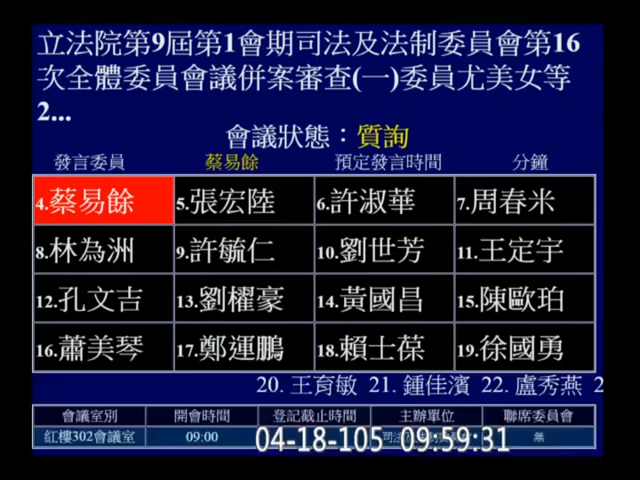 立法院第9屆第1會期司法及法制委員會第16
次全體委員會議併案審查(一)委員尤美女等
2...
會議狀態：質詢
發言委員 蔡易餘 預定發言時間 分鐘
4.蔡易餘 5.張宏陸 6.許淑華 7.周春米
8.林為洲 9.許毓仁 10.劉世芳 11.王定宇
12.孔文吉 13.劉櫂豪 14.黃國昌 15.陳歐珀
16.蕭美琴 17.鄭運鵬 18.賴士葆 19.徐國勇
20. 王育敏 21. 鍾佳濱 22. 盧秀燕 2
會議室別 開會時間 登記截止時間 主辦單位 聯席委員會
紅樓302會議室 09:00 無
04-18-105 09:59:31